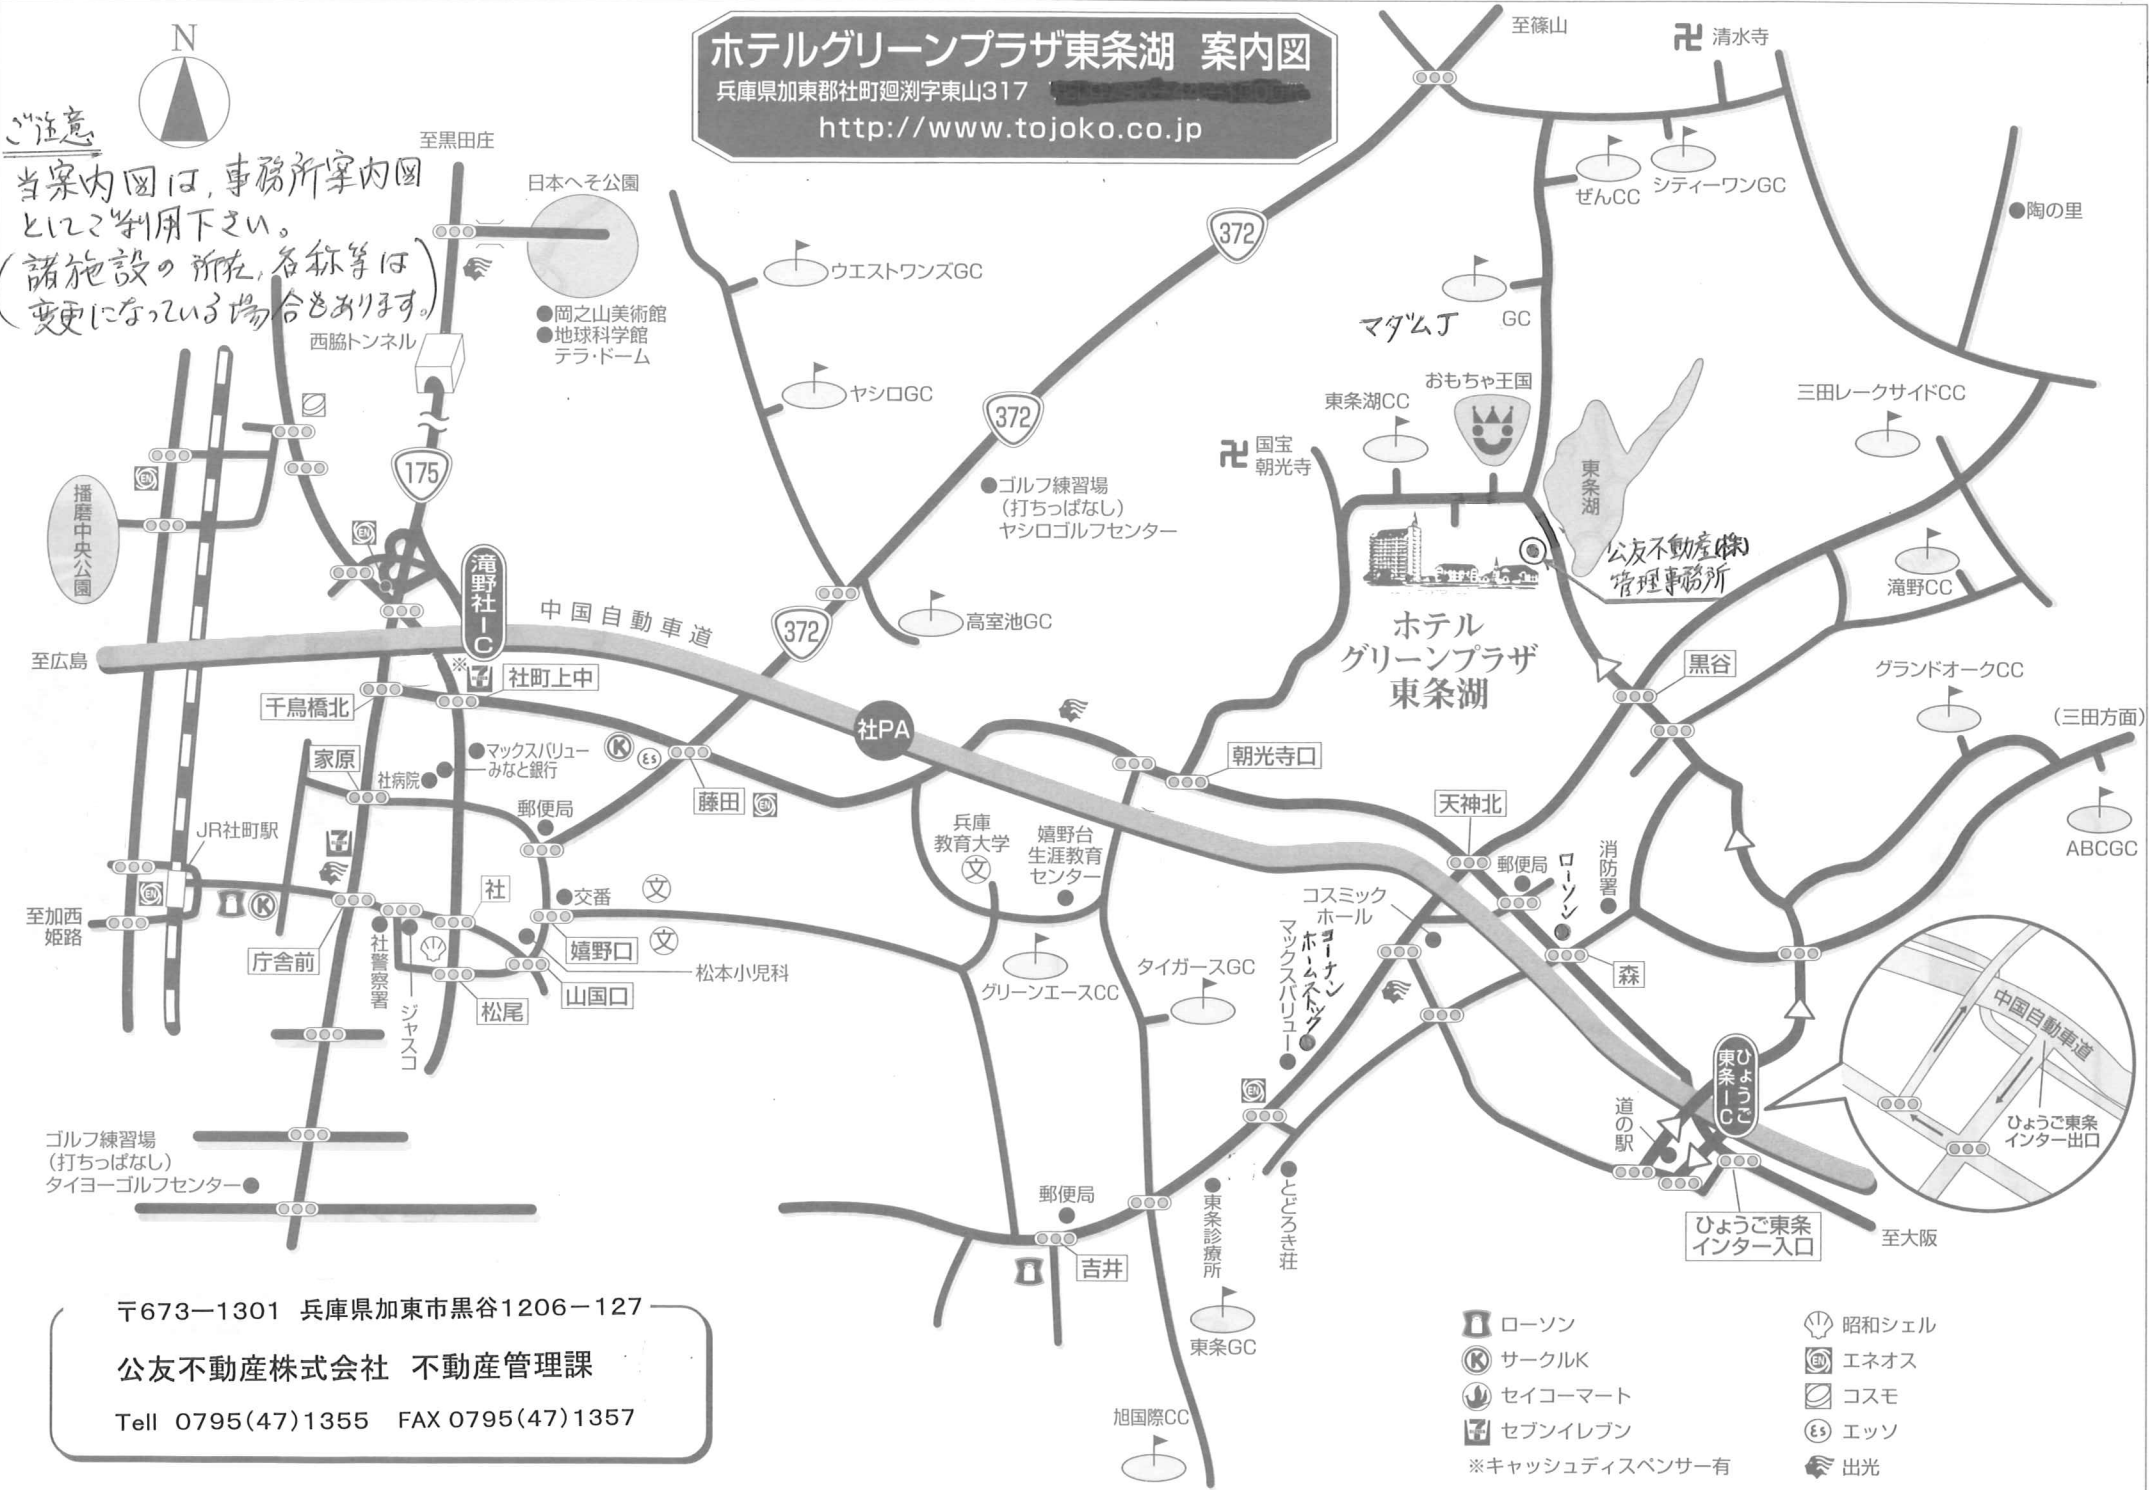 ホテルグリーンプラザ東条湖 案内図
兵庫県加東郡社町廻渕字東山317
http://www.tojoko.co.jp
N
ご注意
当案内図は、事務所案内図
としてご利用下さい。
(諸施設の所在、名称等は
変更になっている場合もあります。)
至黒田庄
日本へそ公園
●岡之山美術館
●地球科学館
テラ・ドーム
西脇トンネル
175
播磨中央公園
滝野社IC
中国自動車道
至広島
※
社町上中
千鳥橋北
家原
社病院
マックスバリュー
みなと銀行
郵便局
藤田
JR社町駅
至加西
姫路
庁舎前
社
交番
文
嬉野口
文
松本小児科
山国口
松尾
社警察署
ジャスコ
ゴルフ練習場
(打ちっぱなし)
タイヨーゴルフセンター●
ウエストワンズGC
ヤシロGC
372
372
372
●ゴルフ練習場
(打ちっぱなし)
ヤシロゴルフセンター
高室池GC
社PA
兵庫
教育大学
文
嬉野台
生涯教育
センター
グリーンエースCC
タイガースGC
至篠山
清水寺
ぜんCC
シティーワンGC
●陶の里
マダムJ
GC
おもちゃ王国
東条湖CC
国宝
朝光寺
東条湖
公友不動産(株)
管理事務所
ホテル
グリーンプラザ
東条湖
三田レークサイドCC
滝野CC
黒谷
グランドオークCC
(三田方面)
ABCGC
朝光寺口
天神北
郵便局
ローソン
消防署
コスミック
ホール
マックスバリュー
コーナン
ホームストック
森
ひょうご
東条IC
道の駅
中国自動車道
ひょうご東条
インター出口
ひょうご東条
インター入口
至大阪
とどろき荘
東条診療所
郵便局
吉井
東条GC
旭国際CC
〒673−1301 兵庫県加東市黒谷1206−127
公友不動産株式会社 不動産管理課
Tell 0795(47)1355 FAX 0795(47)1357
ローソン
サークルK
セイコーマート
セブンイレブン
※キャッシュディスペンサー有
昭和シェル
エネオス
コスモ
エッソ
出光